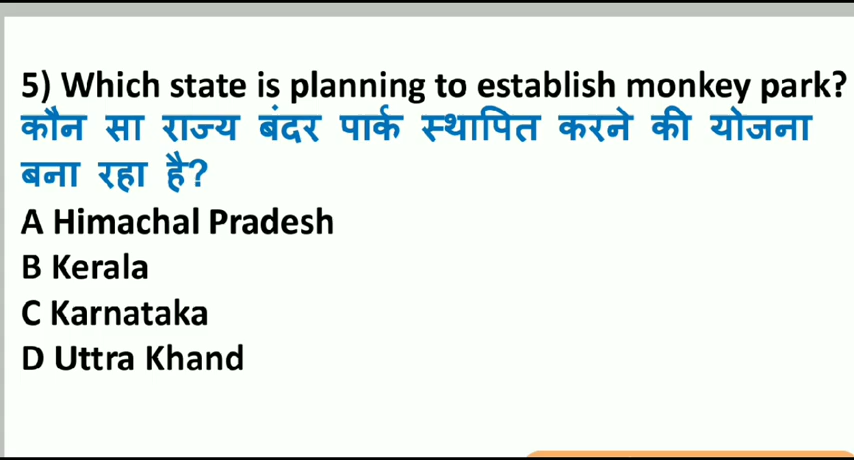 5) Which state is planning to establish monkey park?
कौन सा राज्य बंदर पार्क स्थापित करने की योजना
बना रहा है?
A Himachal Pradesh
B Kerala
C Karnataka
D Uttra Khand